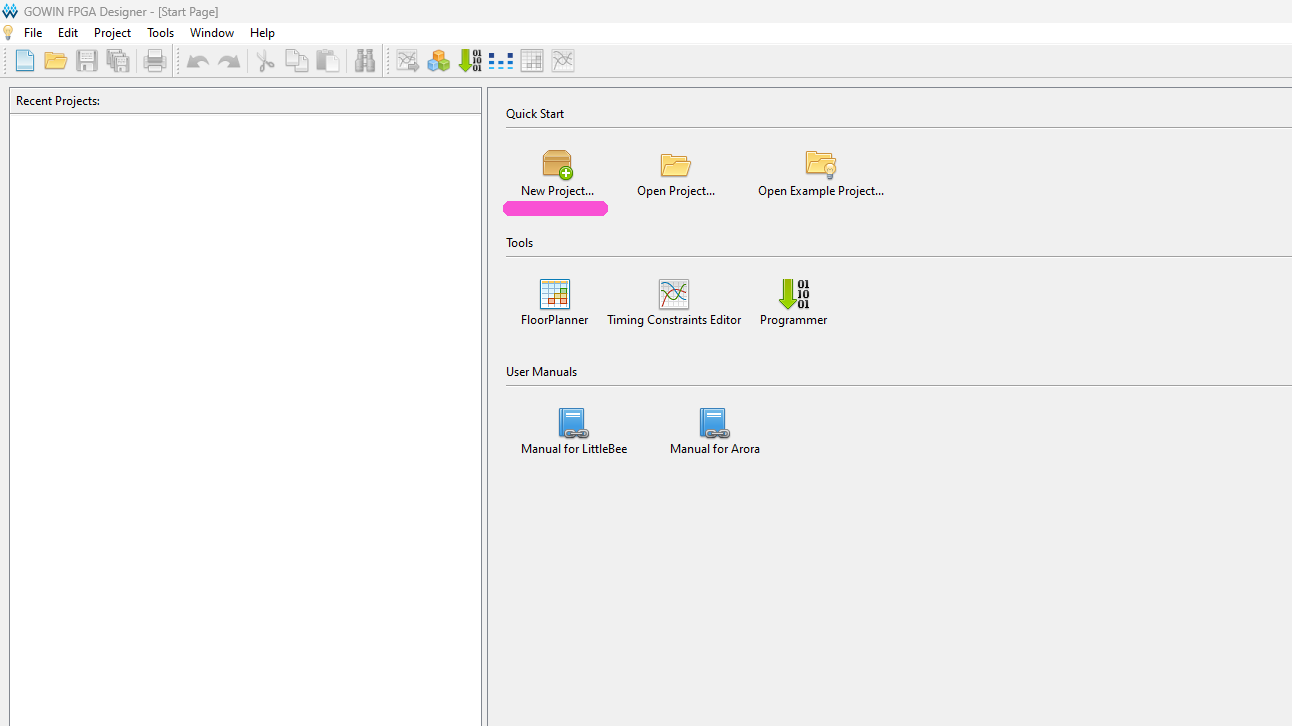 GOWIN FPGA Designer - [Start Page]
File Edit Project Tools Window Help
Recent Projects:
Quick Start
New Project... Open Project... Open Example Project...
Tools
FloorPlanner Timing Constraints Editor Programmer
User Manuals
Manual for LittleBee Manual for Arora